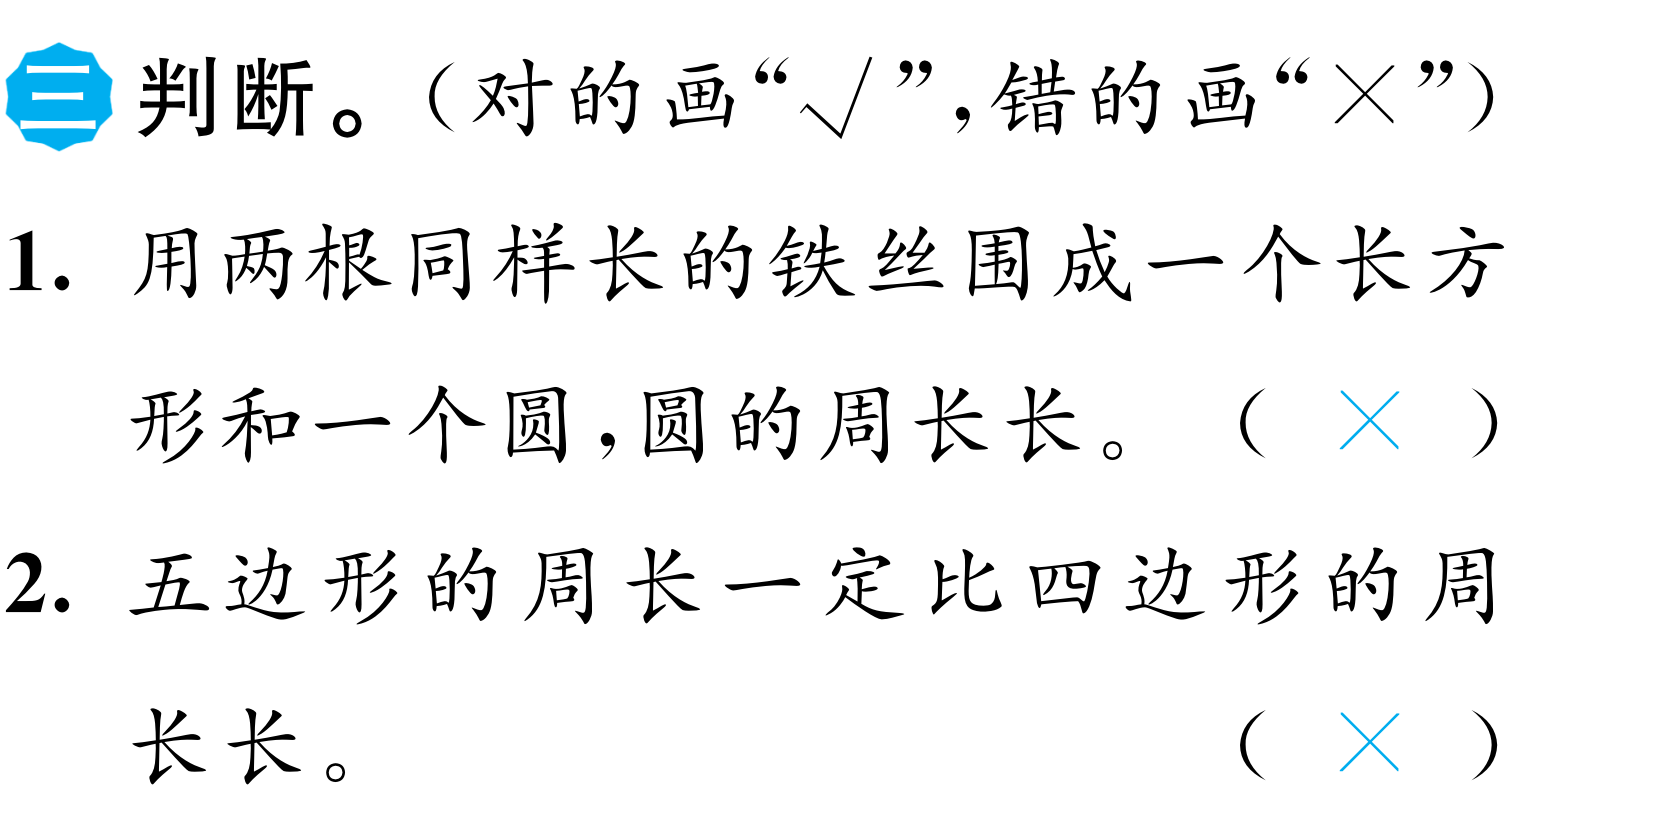 三 判断。(对的画“√”,错的画“×”)
1. 用两根同样长的铁丝围成一个长方
形和一个圆,圆的周长长。 ( × )
2. 五边形的周长一定比四边形的周
长长。 ( × )